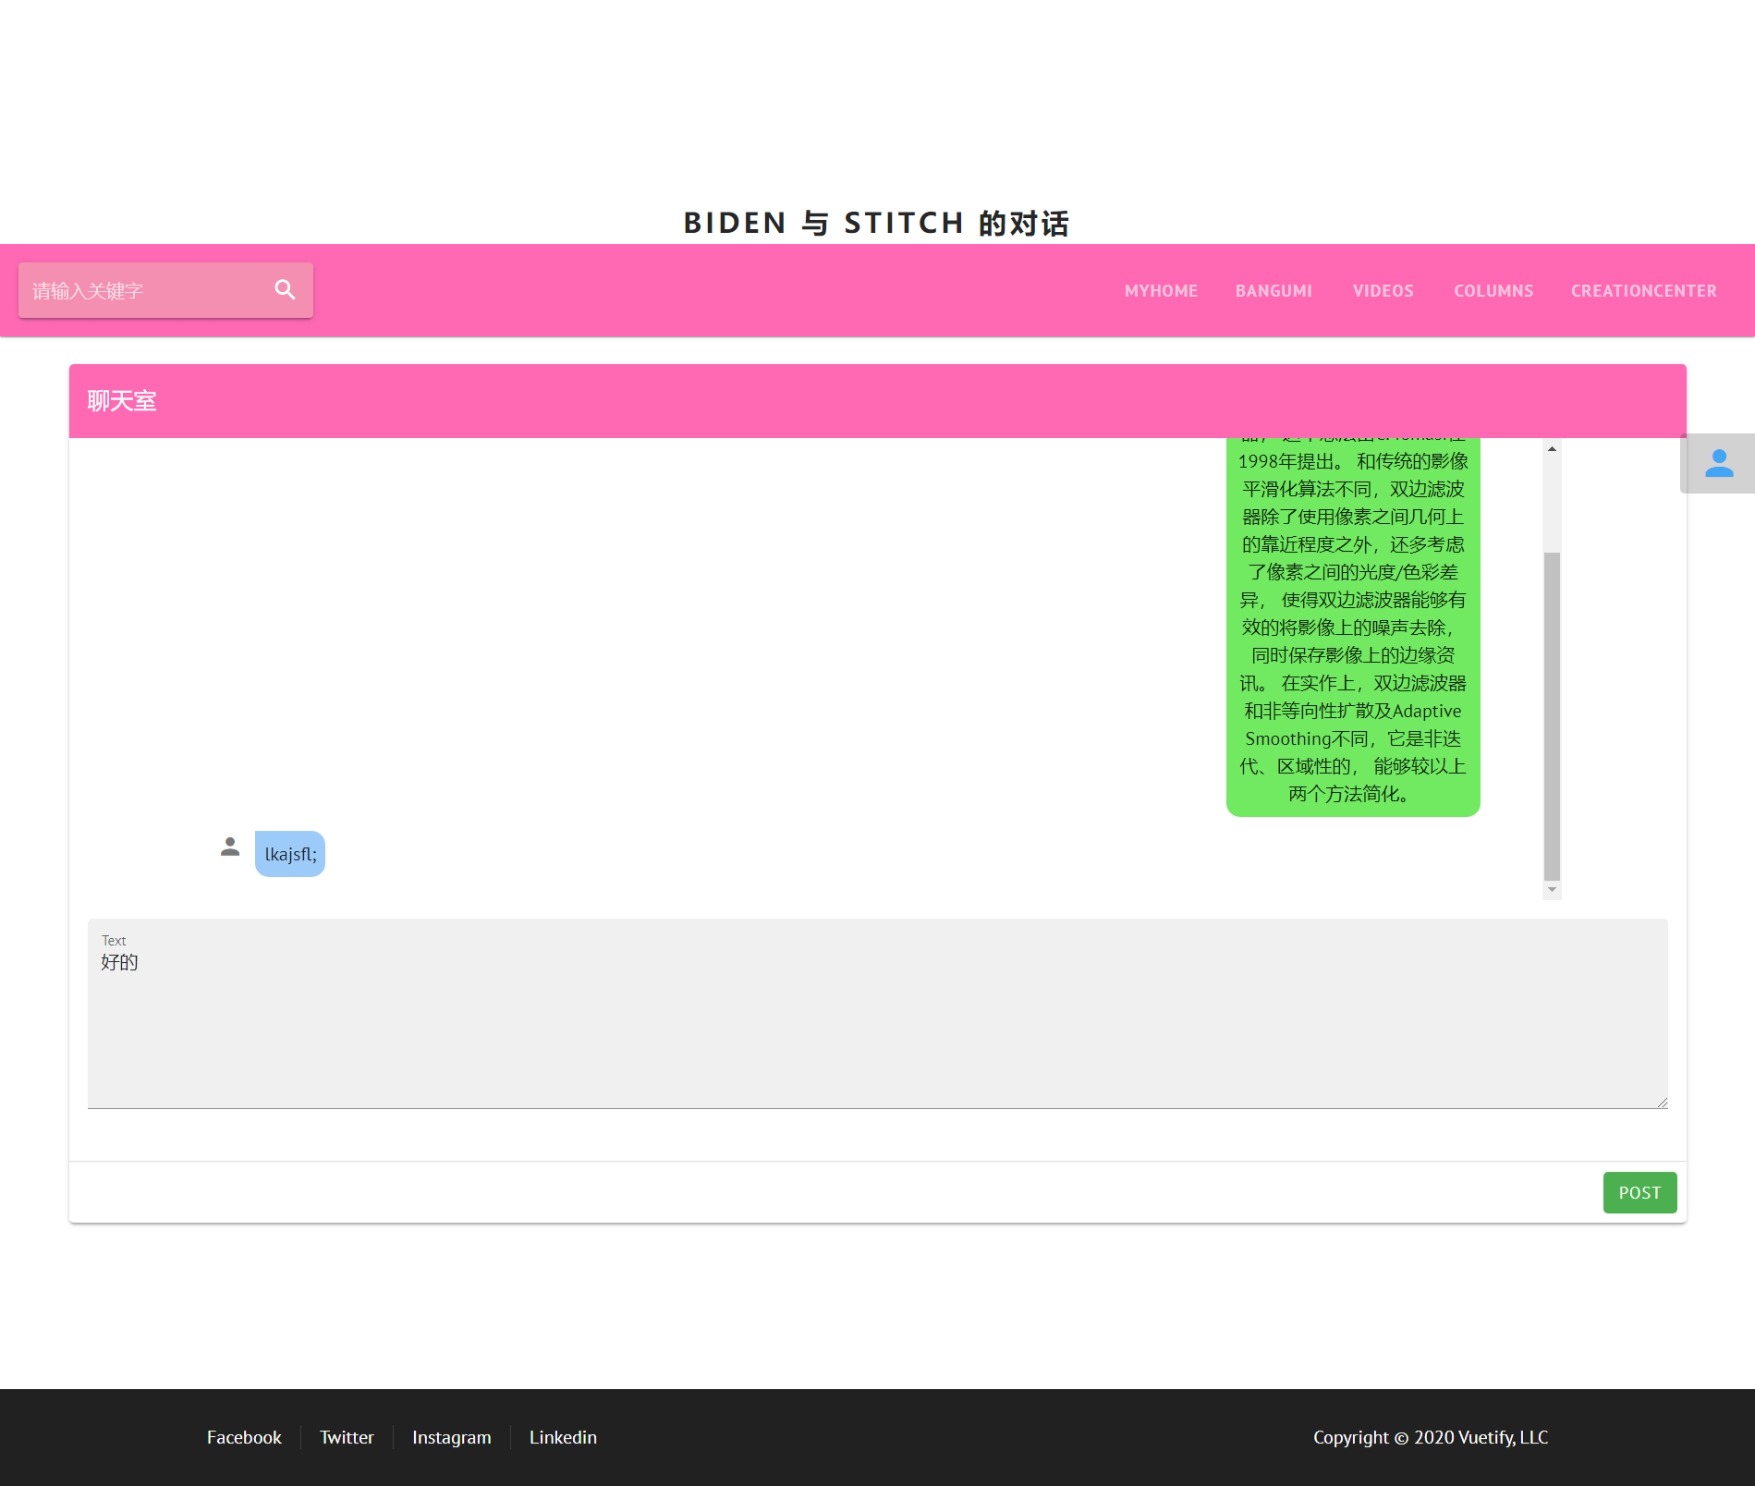 BIDEN 与 STITCH 的对话
请输入关键字
MYHOME BANGUMI VIDEOS COLUMNS CREATIONCENTER
聊天室
1998年提出。 和传统的影像
平滑化算法不同，双边滤波
器除了使用像素之间几何上
的靠近程度之外，还多考虑
了像素之间的光度/色彩差
异， 使得双边滤波器能够有
效的将影像上的噪声去除，
同时保存影像上的边缘资
讯。 在实作上，双边滤波器
和非等向性扩散及Adaptive
Smoothing不同，它是非迭
代、区域性的， 能够较以上
两个方法简化。
lkajsfl;
Text
好的
POST
Facebook Twitter Instagram Linkedin
Copyright © 2020 Vuetify, LLC